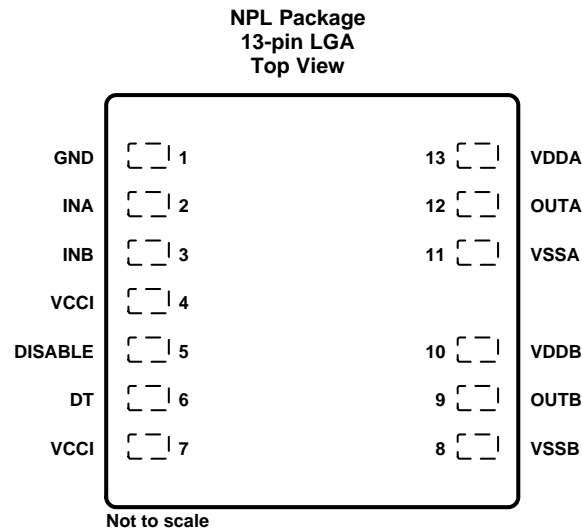 NPL Package
13-pin LGA
Top View
GND 1 13 VDDA
INA 2 12 OUTA
INB 3 11 VSSA
VCCI 4
DISABLE 5 10 VDDB
DT 6 9 OUTB
VCCI 7 8 VSSB
Not to scale